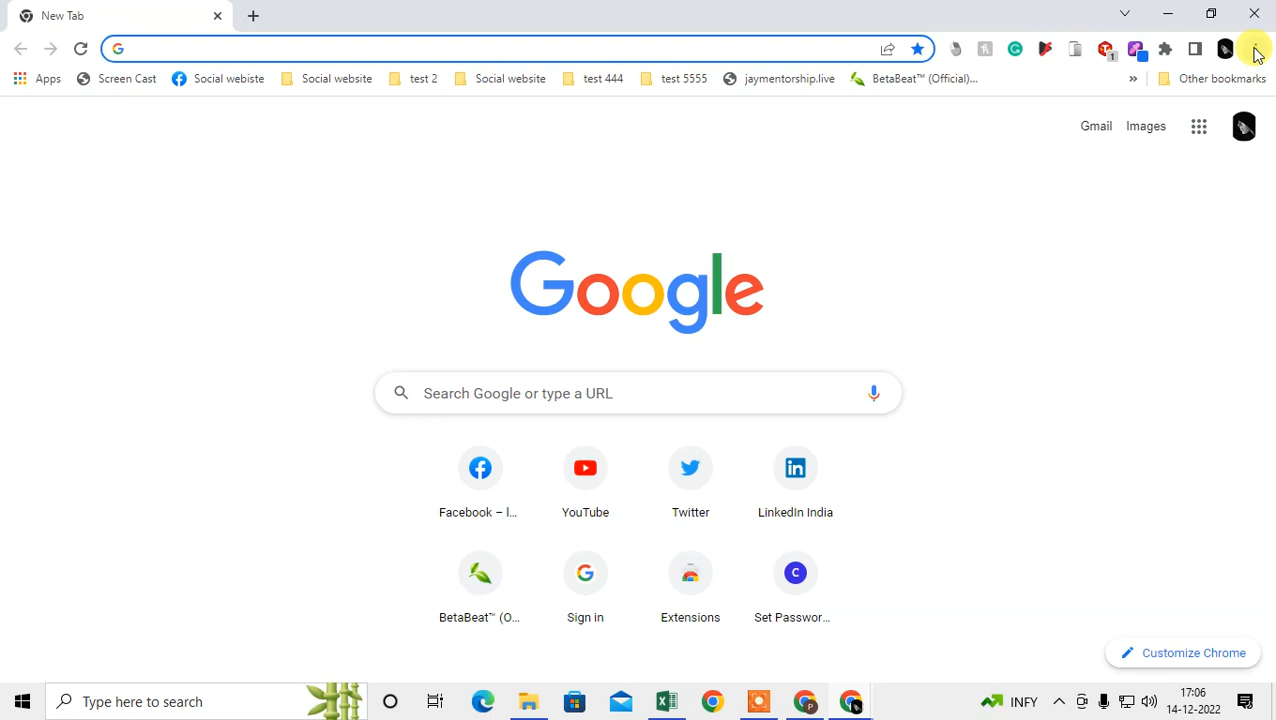 New Tab
Apps Screen Cast Social webiste Social website test 2 Social website test 444 test 5555 jaymentorship.live BetaBeat™ (Official)... » Other bookmarks
1
Gmail Images
Google
Search Google or type a URL
Facebook – l... YouTube Twitter LinkedIn India
C
BetaBeat™ (O... Sign in Extensions Set Passwor...
Customize Chrome
Type here to search
INFY
17:06
14-12-2022